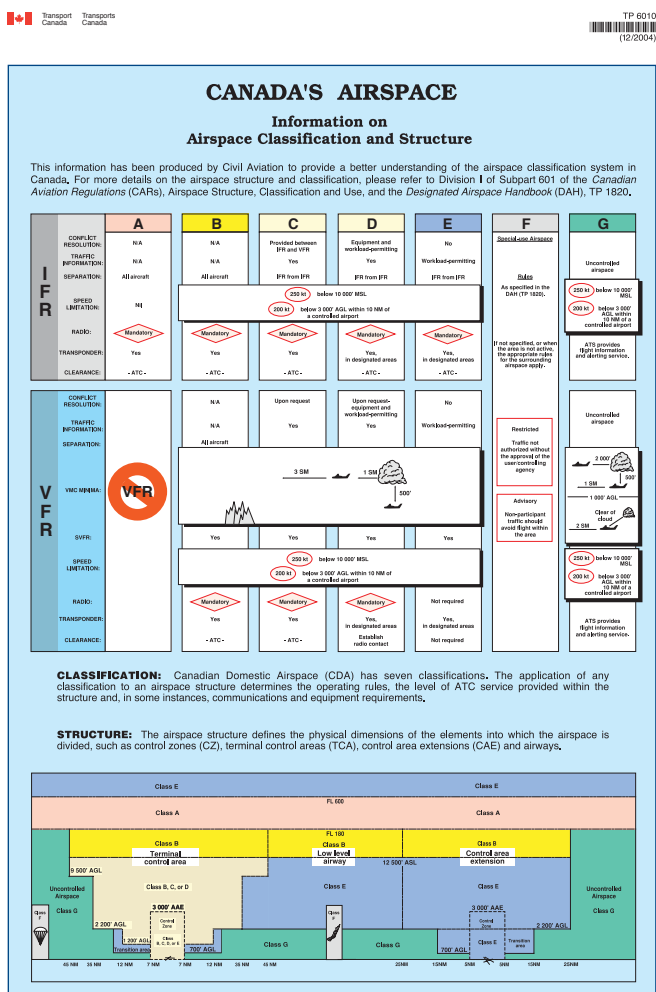 Transport Transports
Canada Canada
TP 6010
(12/2004)
CANADA'S AIRSPACE
Information on
Airspace Classification and Structure
This information has been produced by Civil Aviation to provide a better understanding of the airspace classification system in
Canada. For more details on the airspace structure and classification, please refer to Division I of Subpart 601 of the Canadian
Aviation Regulations (CARs), Airspace Structure, Classification and Use, and the Designated Airspace Handbook (DAH), TP 1820.
A B C D E F G
IFR
CONFLICT RESOLUTION: N/A N/A Provided between IFR and VFR Equipment and workload-permitting No
TRAFFIC INFORMATION: N/A N/A Yes Yes Workload-permitting
SEPARATION: All aircraft All aircraft IFR from IFR IFR from IFR IFR from IFR
SPEED LIMITATION: Nil
250 kt below 10 000' MSL
200 kt below 3 000' AGL within 10 NM of
a controlled airport
RADIO: Mandatory Mandatory Mandatory Mandatory Mandatory
TRANSPONDER: Yes Yes Yes Yes, in designated areas Yes, in designated areas
CLEARANCE: - ATC - - ATC - - ATC - - ATC - - ATC -
Special-use Airspace
Rules
As specified in the
DAH (TP 1820).
If not specified, or when
the area is not active,
the appropriate rules
for the surrounding
airspace apply.
Uncontrolled
airspace
250 kt below 10 000'
MSL
200 kt below 3 000'
AGL within
10 NM of a
controlled airport
ATS provides
flight information
and alerting service.
VFR
CONFLICT RESOLUTION: N/A Upon request Upon request- equipment and workload-permitting No
TRAFFIC INFORMATION: N/A Yes Yes Workload-permitting
SEPARATION: All aircraft
VMC MINIMA: VFR
3 SM 1 SM
500'
SVFR: Yes Yes Yes Yes
SPEED LIMITATION:
250 kt below 10 000' MSL
200 kt below 3 000' AGL within 10 NM of
a controlled airport
RADIO: Mandatory Mandatory Mandatory Not required
TRANSPONDER: Yes Yes Yes, in designated areas Yes, in designated areas
CLEARANCE: - ATC - - ATC - Establish radio contact Not required
Restricted
Traffic not
authorized without
the approval of the
user/controlling
agency
Advisory
Non-participant
traffic should
avoid flight within
the area
Uncontrolled
airspace
2 000'
500'
1 SM
1 000' AGL
Clear of
cloud
2 SM
250 kt below 10 000'
MSL
200 kt below 3 000'
AGL within
10 NM of a
controlled airport
ATS provides
flight information
and alerting service.
CLASSIFICATION: Canadian Domestic Airspace (CDA) has seven classifications. The application of any
classification to an airspace structure determines the operating rules, the level of ATC service provided within the
structure and, in some instances, communications and equipment requirements.
STRUCTURE: The airspace structure defines the physical dimensions of the elements into which the airspace is
divided, such as control zones (CZ), terminal control areas (TCA), control area extensions (CAE) and airways.
Class E Class E
FL 600
Class A Class A
FL 180
Class B Class B Class B
Terminal
control area
Low level
airway
Control area
extension
12 500' ASL
9 500' AGL
Uncontrolled
Airspace
Class G
Class B, C, or D
Class E
Class E
Uncontrolled
Airspace
Class G
3 000' AAE
3 000' AAE
Class
F
Class
F
2 200' AGL
2 200' AGL
Control
Zone
Control
Zone
1 200' AGL
Class
B, C, D, or E
Transition area
700' AGL
Class G
Class G
700' AGL
Class E
Transition
area
45 NM 35 NM 12 NM 7 NM 7 NM 12 NM 35 NM 45 NM 25NM 15NM 5NM 5NM 15NM 25NM